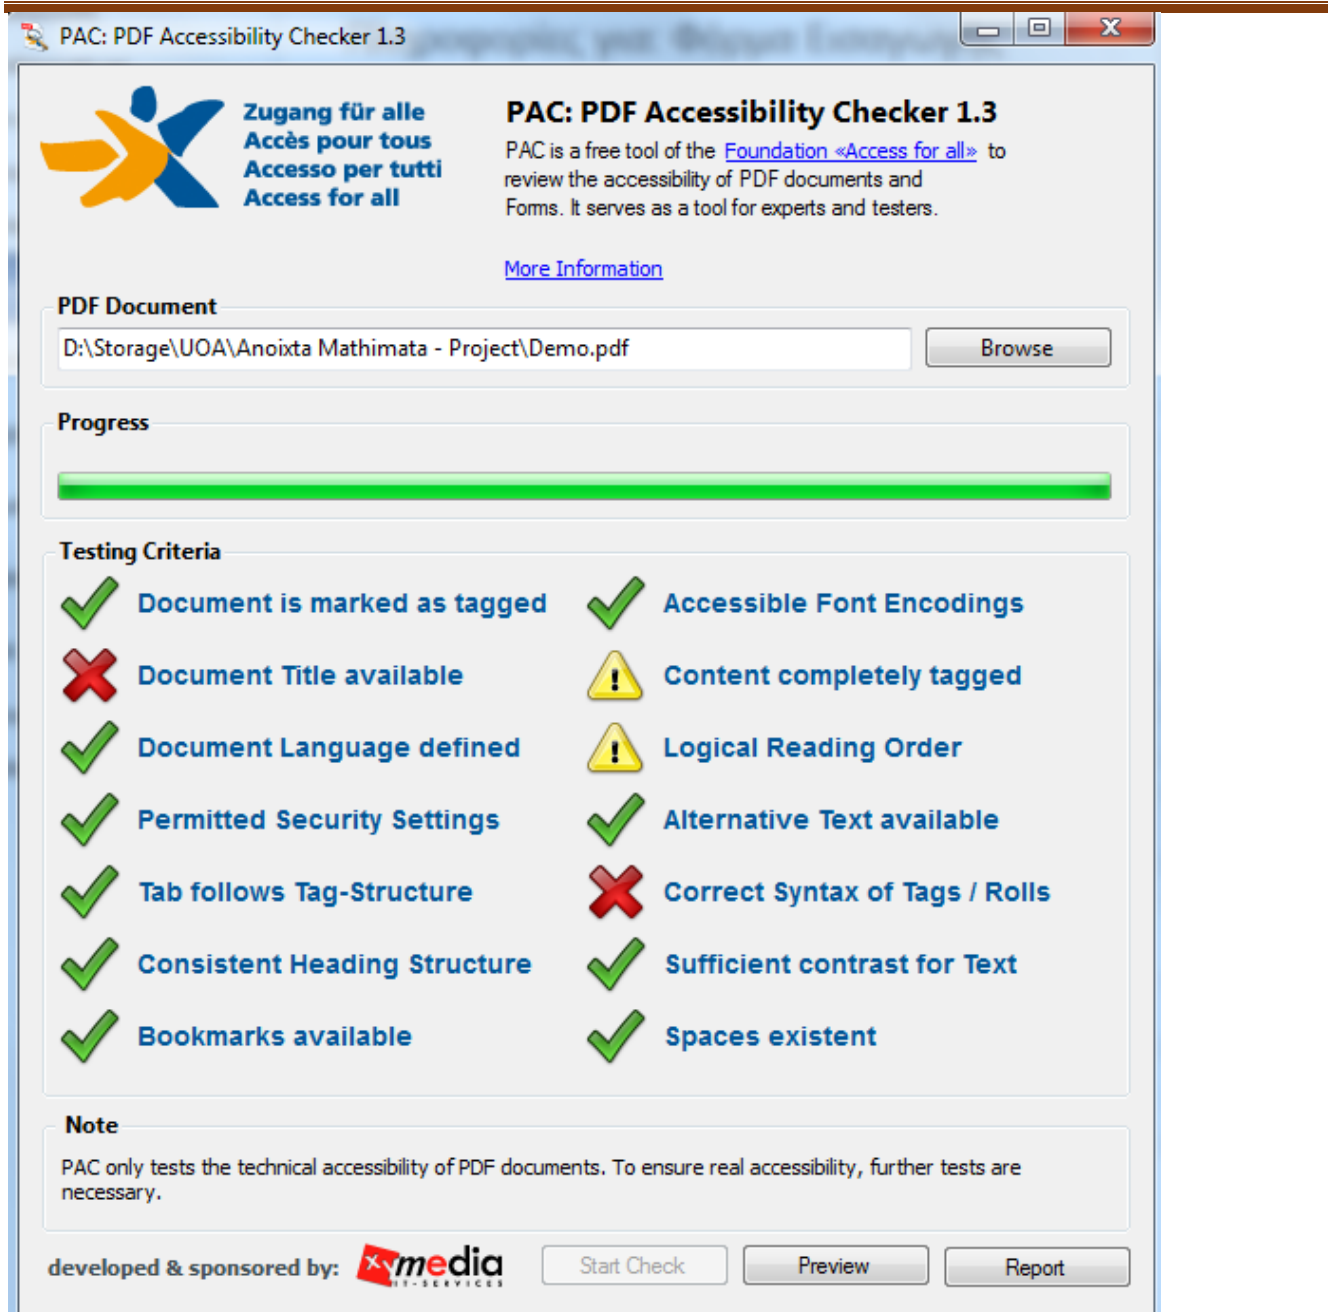 PAC: PDF Accessibility Checker 1.3
Zugang für alle
Accès pour tous
Accesso per tutti
Access for all
PAC: PDF Accessibility Checker 1.3
PAC is a free tool of the Foundation «Access for all» to
review the accessibility of PDF documents and
Forms. It serves as a tool for experts and testers.
More Information
PDF Document
D:\Storage\UOA\Anoixta Mathimata - Project\Demo.pdf
Browse
Progress
Testing Criteria
Document is marked as tagged
Accessible Font Encodings
Document Title available
Content completely tagged
Document Language defined
Logical Reading Order
Permitted Security Settings
Alternative Text available
Tab follows Tag-Structure
Correct Syntax of Tags / Rolls
Consistent Heading Structure
Sufficient contrast for Text
Bookmarks available
Spaces existent
Note
PAC only tests the technical accessibility of PDF documents. To ensure real accessibility, further tests are
necessary.
developed & sponsored by:
xymedia
IT-SERVICES
Start Check
Preview
Report